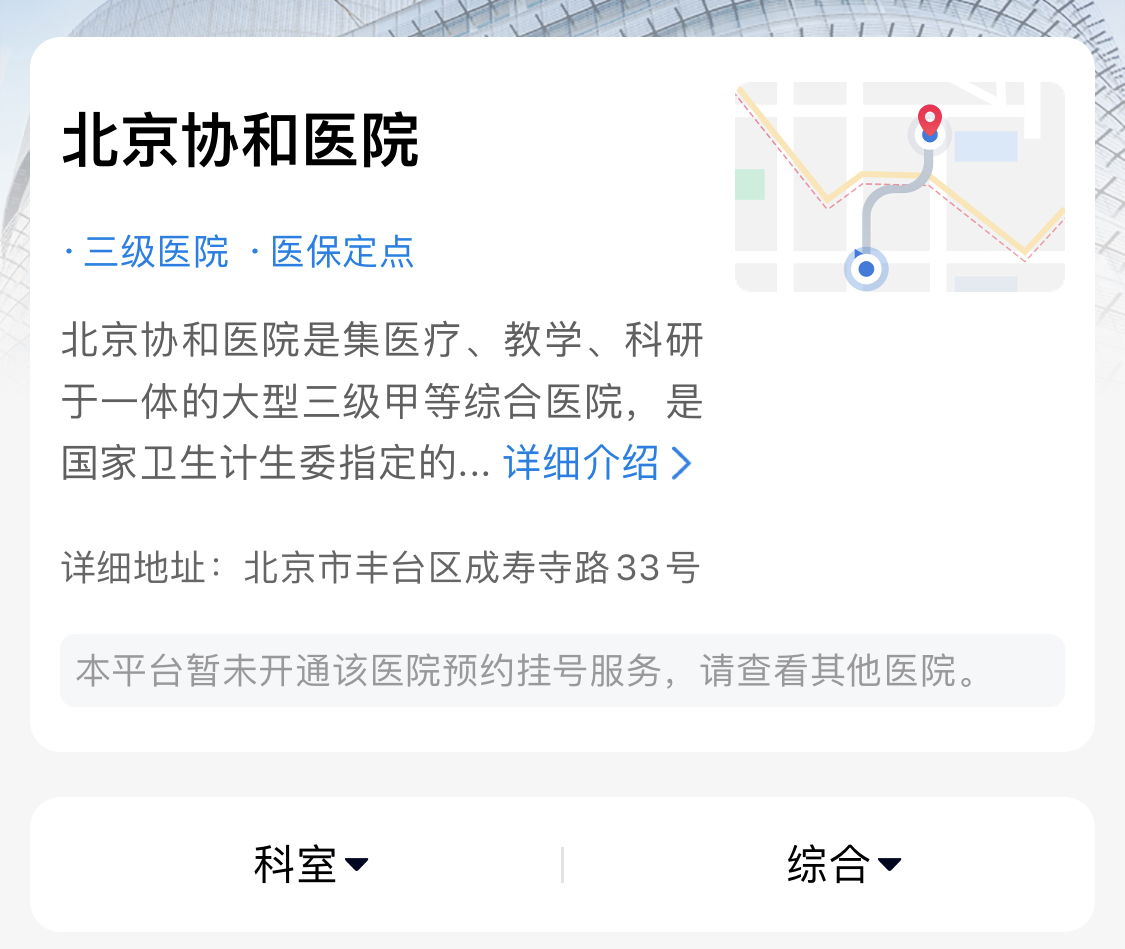 北京协和医院
·三级医院 ·医保定点
北京协和医院是集医疗、教学、科研
于一体的大型三级甲等综合医院，是
国家卫生计生委指定的... 详细介绍 >
详细地址：北京市丰台区成寿寺路33号
本平台暂未开通该医院预约挂号服务，请查看其他医院。
科室 综合